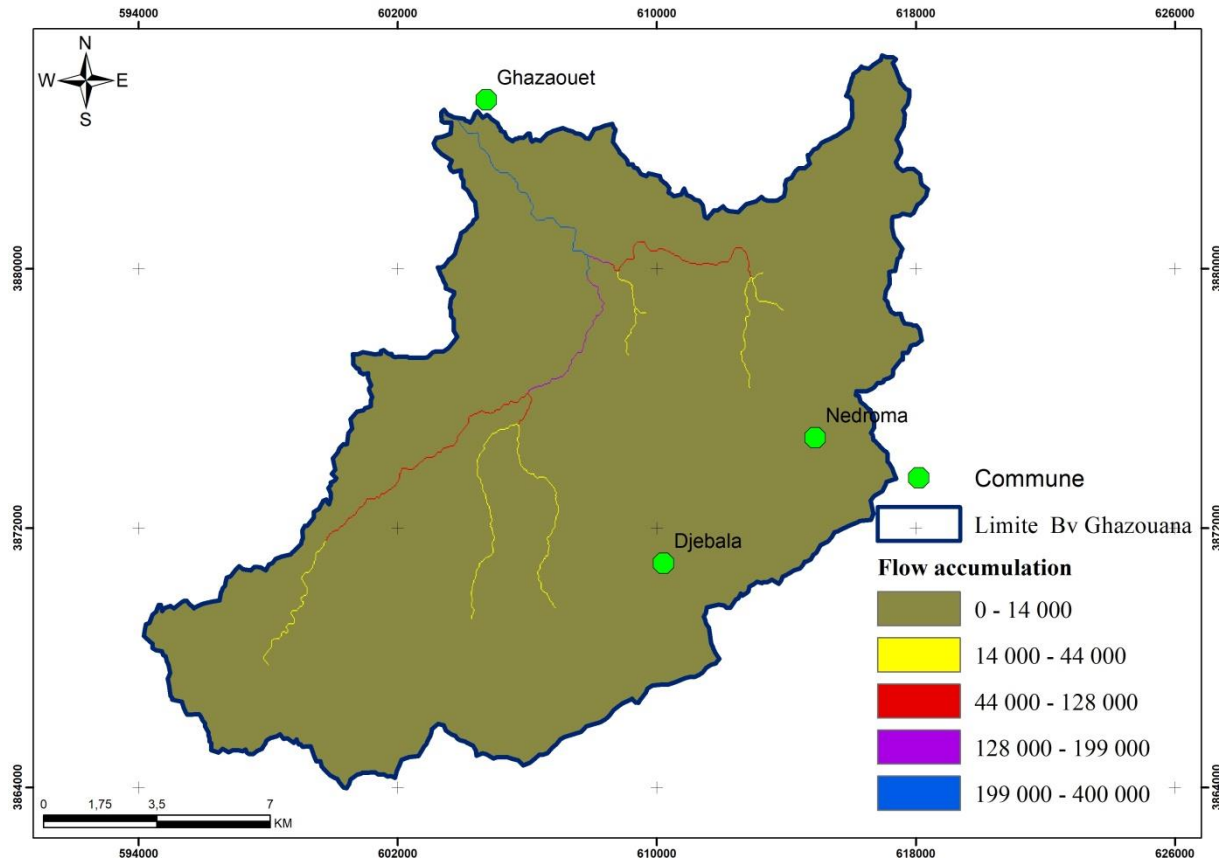 594000 602000 610000 618000 626000
N
W E
S
Ghazaouet
3880000 3880000
Nedroma
Commune
Limite Bv Ghazouana
3872000 3872000
Djebala
Flow accumulation
0 - 14 000
14 000 - 44 000
44 000 - 128 000
128 000 - 199 000
199 000 - 400 000
3864000 3864000
0 1,75 3,5 7
KM
594000 602000 610000 618000 626000